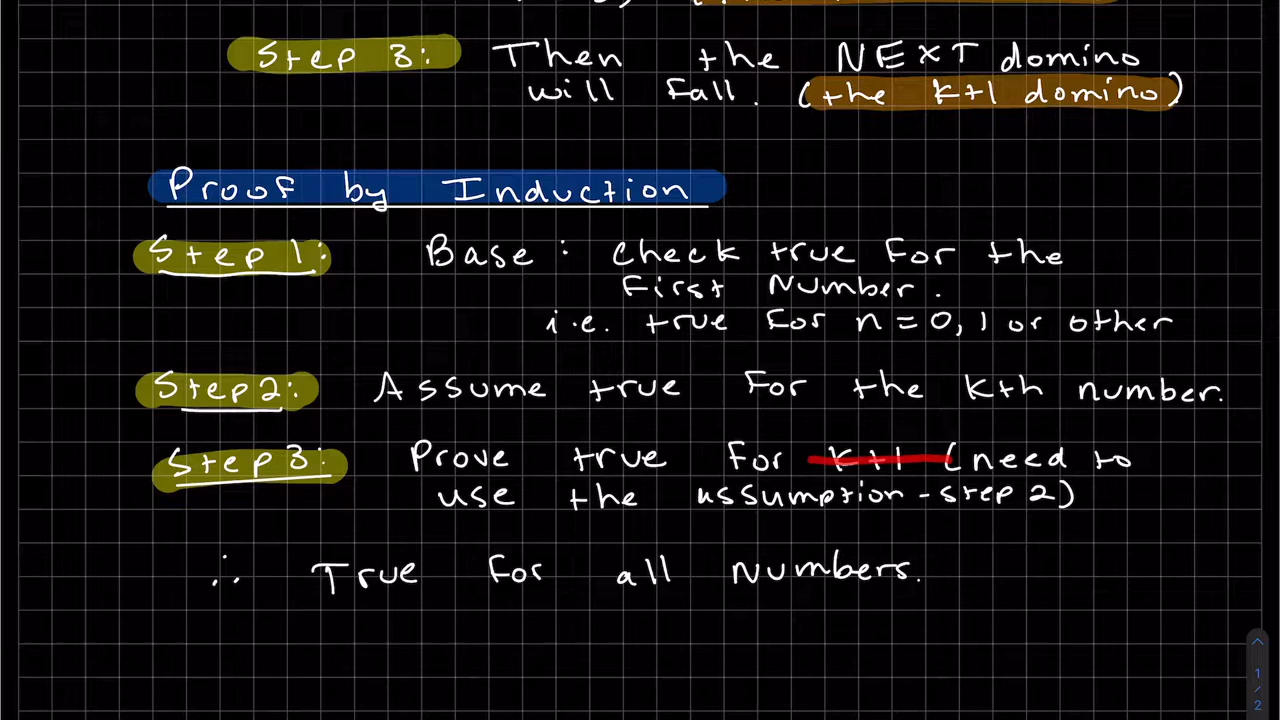 Step 3: Then the NEXT domino
will fall. (the k+1 domino)
Proof by Induction
Step 1: Base: Check true for the
first Number.
i.e. true for n=0, 1 or other
Step 2: Assume true for the kth number.
Step 3: Prove true for k+1 (need to
use the assumption - step 2)
∴ True for all Numbers.
1
/
2